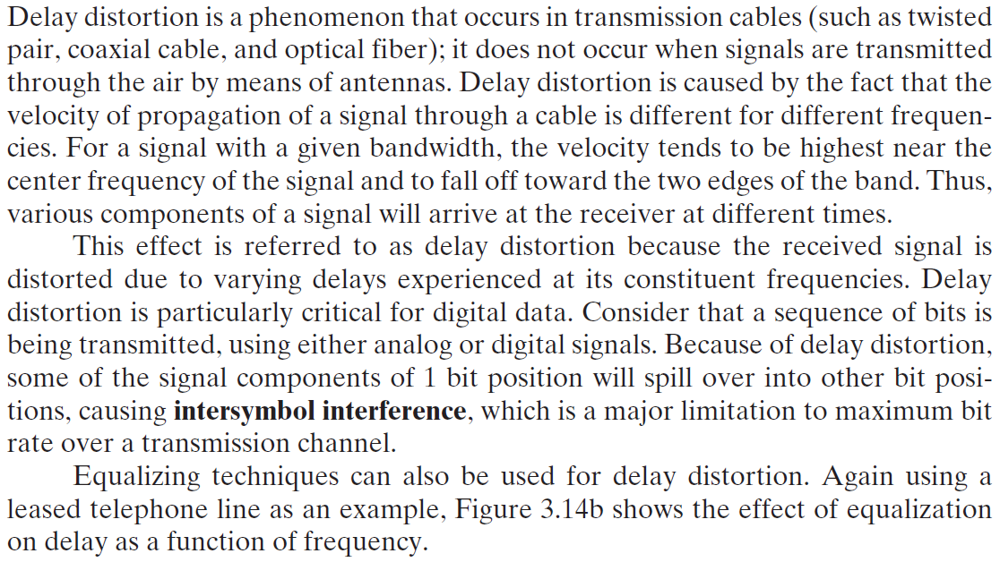 Delay distortion is a phenomenon that occurs in transmission cables (such as twisted
pair, coaxial cable, and optical fiber); it does not occur when signals are transmitted
through the air by means of antennas. Delay distortion is caused by the fact that the
velocity of propagation of a signal through a cable is different for different frequen-
cies. For a signal with a given bandwidth, the velocity tends to be highest near the
center frequency of the signal and to fall off toward the two edges of the band. Thus,
various components of a signal will arrive at the receiver at different times.
This effect is referred to as delay distortion because the received signal is
distorted due to varying delays experienced at its constituent frequencies. Delay
distortion is particularly critical for digital data. Consider that a sequence of bits is
being transmitted, using either analog or digital signals. Because of delay distortion,
some of the signal components of 1 bit position will spill over into other bit posi-
tions, causing intersymbol interference, which is a major limitation to maximum bit
rate over a transmission channel.
Equalizing techniques can also be used for delay distortion. Again using a
leased telephone line as an example, Figure 3.14b shows the effect of equalization
on delay as a function of frequency.